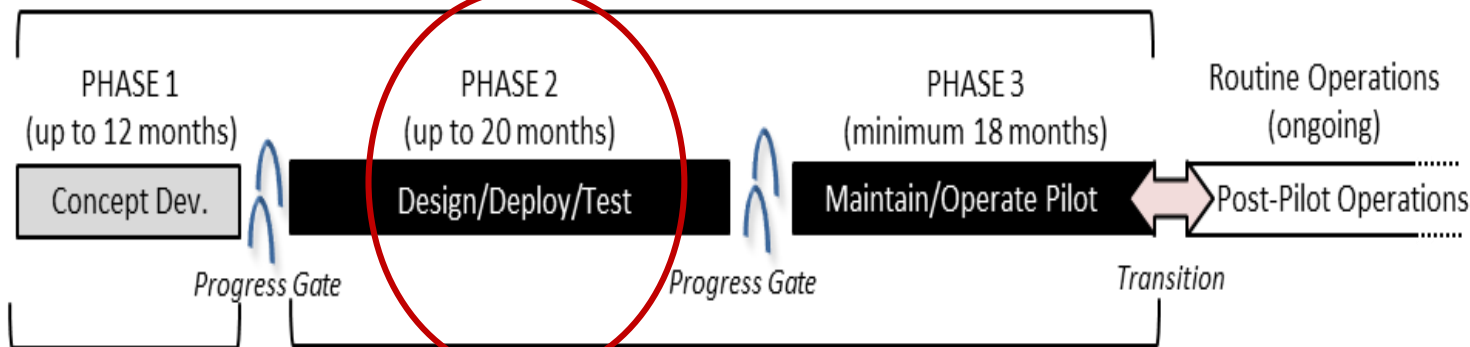 PHASE 1
(up to 12 months)
Concept Dev.
Progress Gate
PHASE 2
(up to 20 months)
Design/Deploy/Test
Progress Gate
PHASE 3
(minimum 18 months)
Maintain/Operate Pilot
Transition
Routine Operations
(ongoing)
Post-Pilot Operations